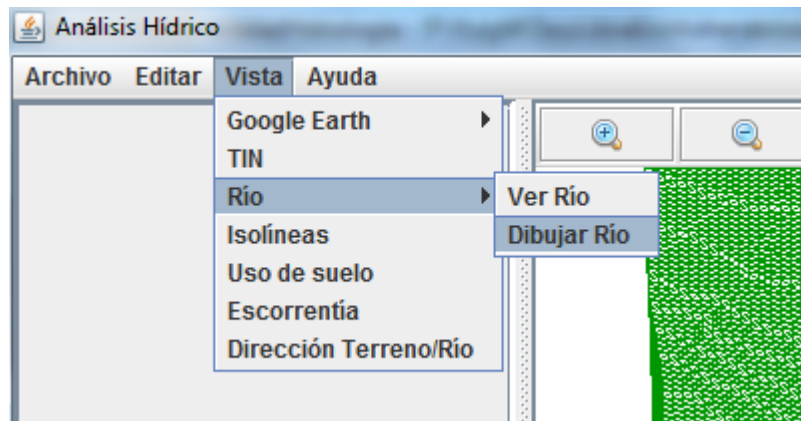 Análisis Hídrico
Archivo Editar Vista Ayuda
Google Earth
TIN
Río
Ver Río
Dibujar Río
Isolíneas
Uso de suelo
Escorrentía
Dirección Terreno/Río